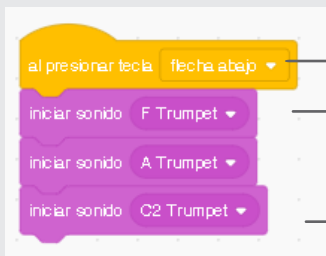 al presionar tecla flecha abajo
iniciar sonido F Trumpet
iniciar sonido A Trumpet
iniciar sonido C2 Trumpet